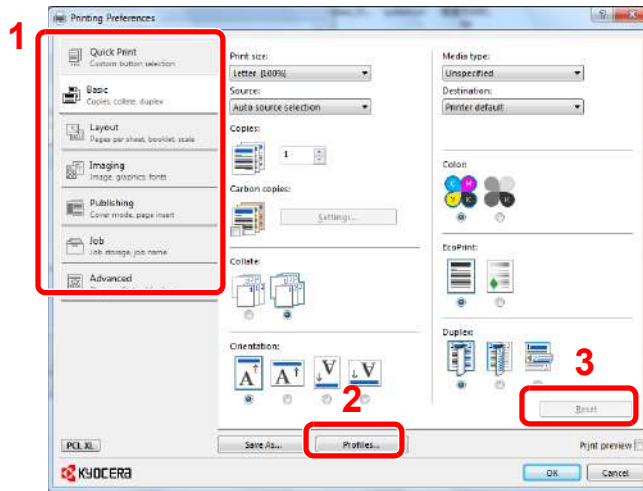 Printing Preferences
1
Quick Print
Custom button selection
Basic
Copies, collate, duplex
Layout
Pages per sheet, booklet, scale
Imaging
Image, graphics, fonts
Publishing
Cover mode, page insert
Job
Job storage, job name
Advanced
Print size:
Letter [100%]
Source:
Auto source selection
Copies:
1
Carbon copies:
Settings...
Collate:
Orientation:
A A A A
Media type:
Unspecified
Destination:
Printer default
Color:
C M Y K
EcoPrint:
Duplex:
3
Reset
2
PCL XL
Save As...
Profiles...
Print preview
KYOCERA
OK
Cancel